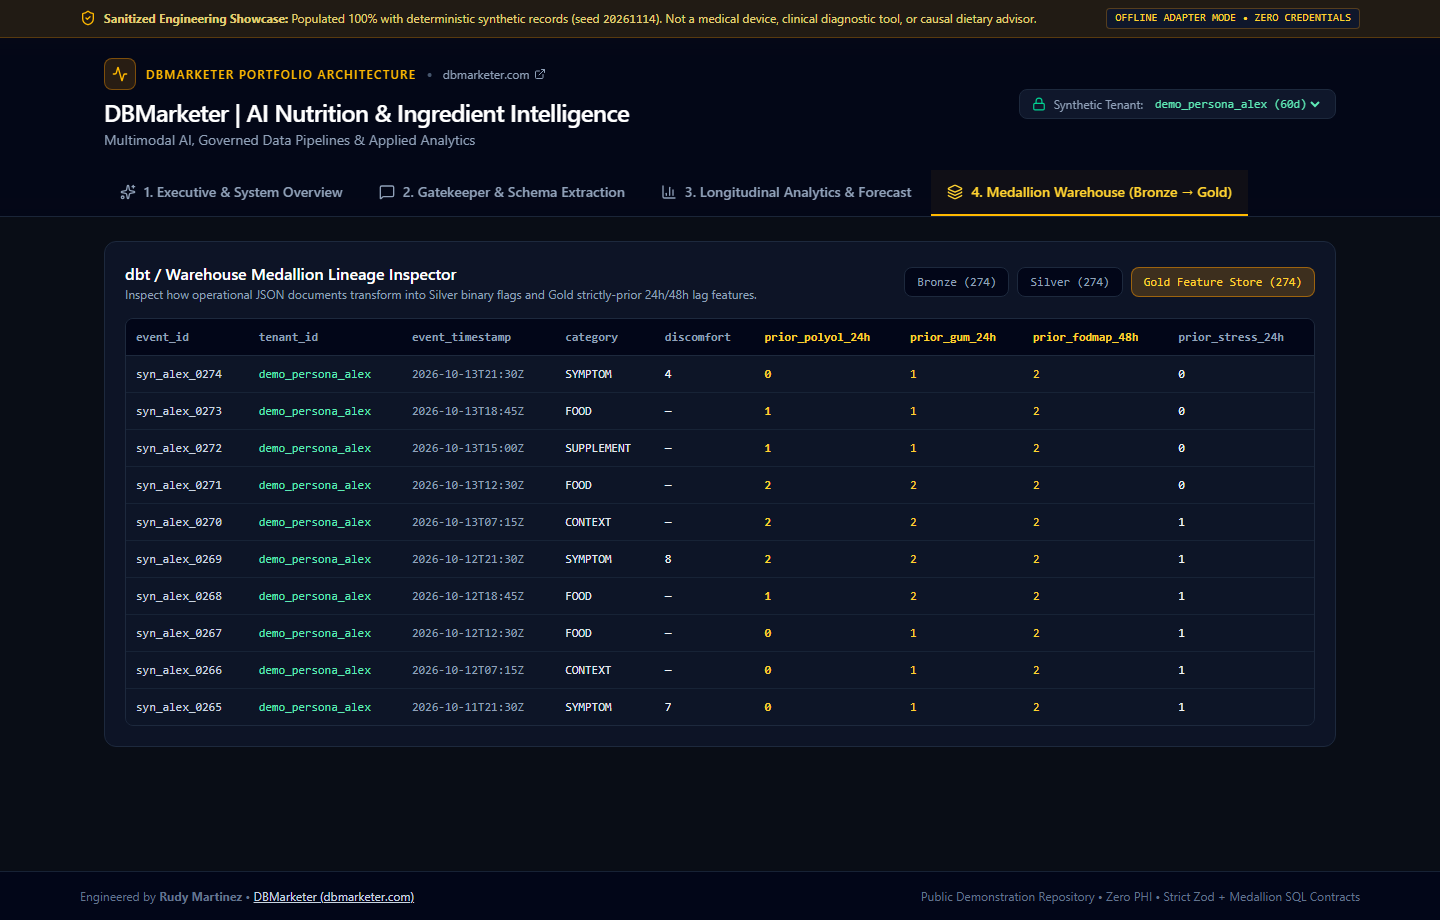 Sanitized Engineering Showcase: Populated 100% with deterministic synthetic records (seed 20261114). Not a medical device, clinical diagnostic tool, or causal dietary advisor.
OFFLINE ADAPTER MODE • ZERO CREDENTIALS
DBMARKETER PORTFOLIO ARCHITECTURE • dbmarketer.com
DBMarketer | AI Nutrition & Ingredient Intelligence
Multimodal AI, Governed Data Pipelines & Applied Analytics
Synthetic Tenant: demo_persona_alex (60d)
1. Executive & System Overview
2. Gatekeeper & Schema Extraction
3. Longitudinal Analytics & Forecast
4. Medallion Warehouse (Bronze → Gold)
dbt / Warehouse Medallion Lineage Inspector
Inspect how operational JSON documents transform into Silver binary flags and Gold strictly-prior 24h/48h lag features.
Bronze (274)
Silver (274)
Gold Feature Store (274)
event_id tenant_id event_timestamp category discomfort prior_polyol_24h prior_gum_24h prior_fodmap_48h prior_stress_24h
syn_alex_0274 demo_persona_alex 2026-10-13T21:30Z SYMPTOM 4 0 1 2 0
syn_alex_0273 demo_persona_alex 2026-10-13T18:45Z FOOD — 1 1 2 0
syn_alex_0272 demo_persona_alex 2026-10-13T15:00Z SUPPLEMENT — 1 1 2 0
syn_alex_0271 demo_persona_alex 2026-10-13T12:30Z FOOD — 2 2 2 0
syn_alex_0270 demo_persona_alex 2026-10-13T07:15Z CONTEXT — 2 2 2 1
syn_alex_0269 demo_persona_alex 2026-10-12T21:30Z SYMPTOM 8 2 2 2 1
syn_alex_0268 demo_persona_alex 2026-10-12T18:45Z FOOD — 1 2 2 1
syn_alex_0267 demo_persona_alex 2026-10-12T12:30Z FOOD — 0 1 2 1
syn_alex_0266 demo_persona_alex 2026-10-12T07:15Z CONTEXT — 0 1 2 1
syn_alex_0265 demo_persona_alex 2026-10-11T21:30Z SYMPTOM 7 0 1 2 1
Engineered by Rudy Martinez • DBMarketer (dbmarketer.com)
Public Demonstration Repository • Zero PHI • Strict Zod + Medallion SQL Contracts